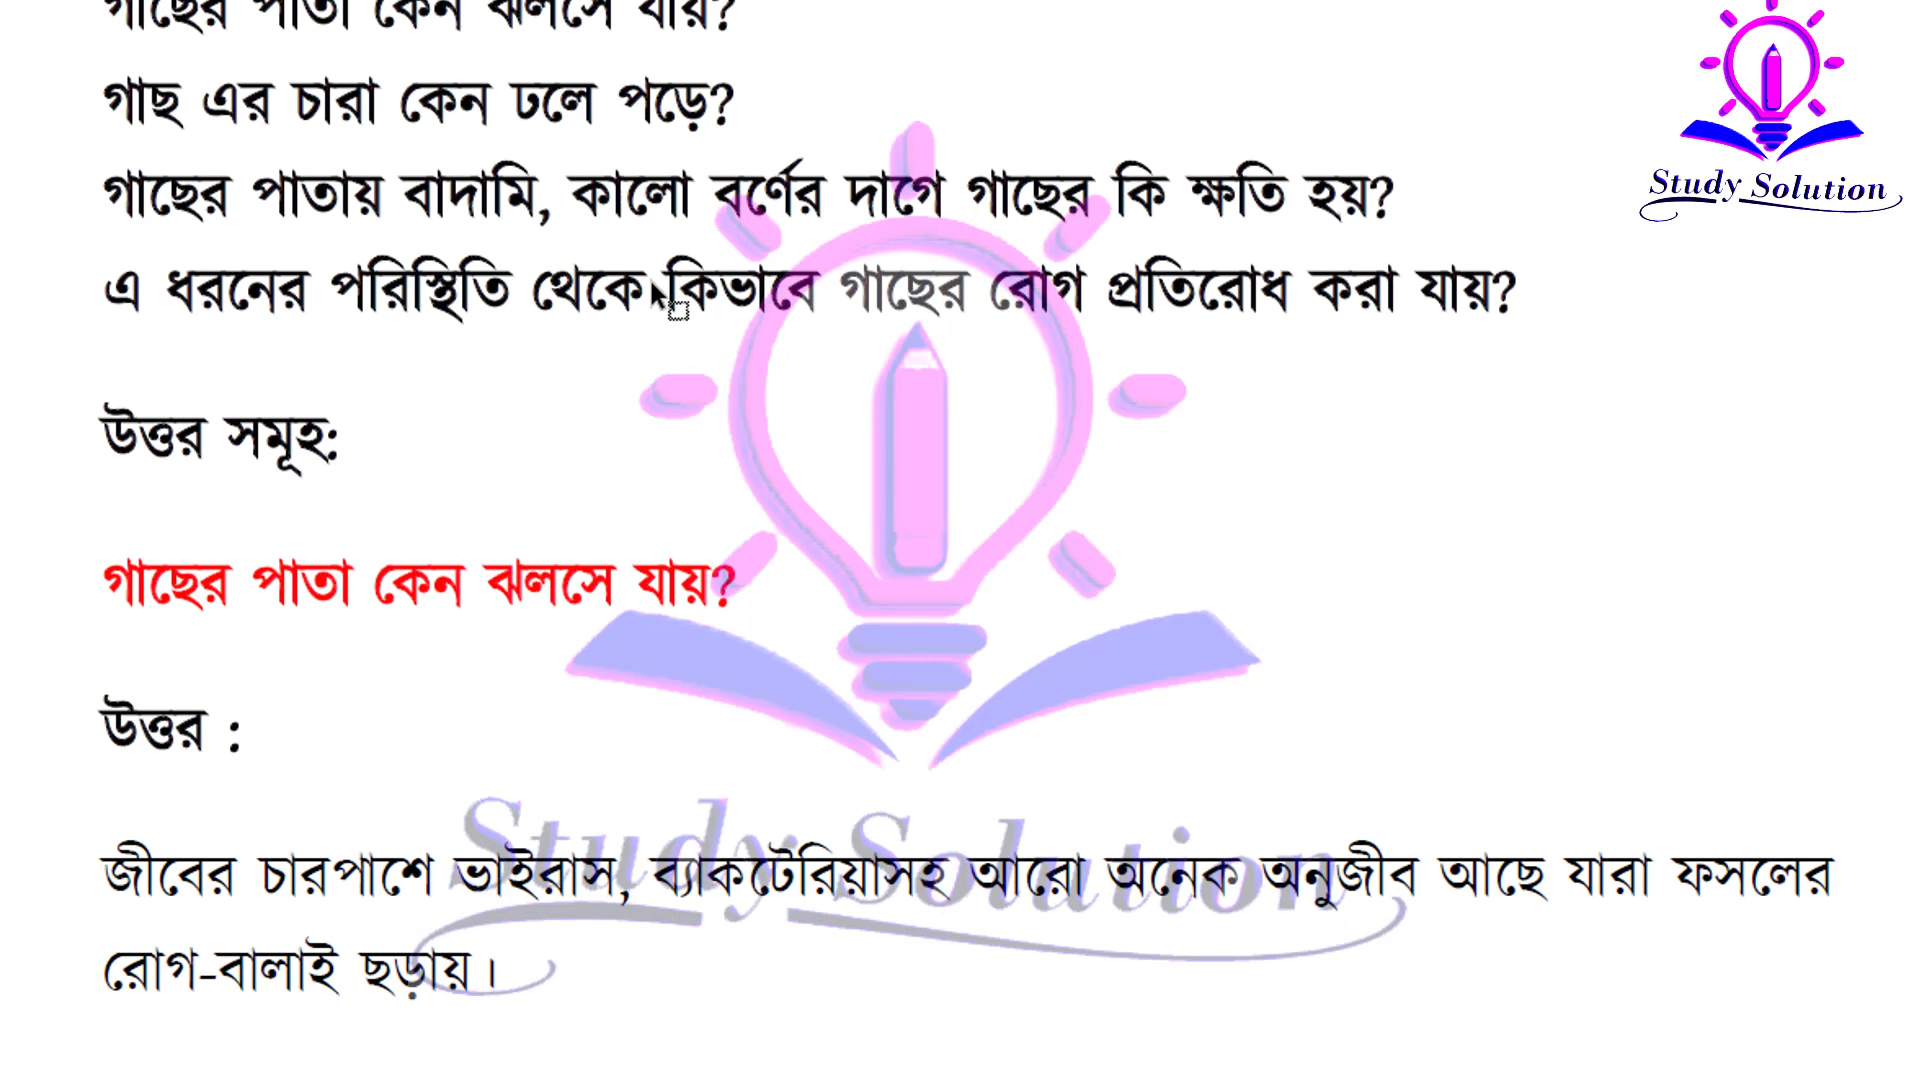 গাছের পাতা কেন ঝলসে যায়?
গাছ এর চারা কেন ঢলে পড়ে?
গাছের পাতায় বাদামি, কালো বর্ণের দাগে গাছের কি ক্ষতি হয়?
এ ধরনের পরিস্থিতি থেকে কিভাবে গাছের রোগ প্রতিরোধ করা যায়?
Study Solution
উত্তর সমূহ:
গাছের পাতা কেন ঝলসে যায়?
উত্তর :
Study Solution
জীবের চারপাশে ভাইরাস, ব্যাকটেরিয়াসহ আরো অনেক অনুজীব আছে যারা ফসলের
রোগ-বালাই ছড়ায়।